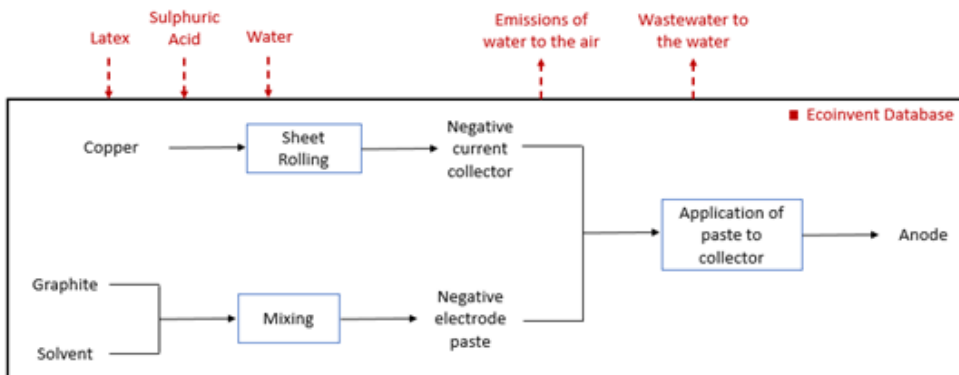 Latex
Sulphuric
Acid
Water
Emissions of
water to the air
Wastewater to
the water
Ecoinvent Database
Copper
Sheet
Rolling
Negative
current
collector
Application of
paste to
collector
Anode
Graphite
Solvent
Mixing
Negative
electrode
paste